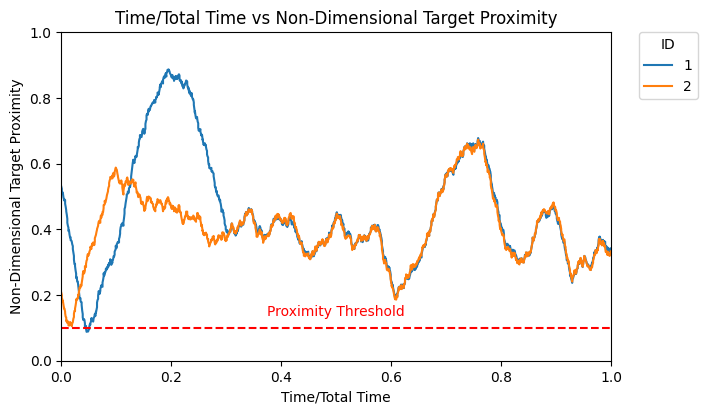 Time/Total Time vs Non-Dimensional Target Proximity
ID
1
2
Non-Dimensional Target Proximity
1.0
0.8
0.6
0.4
0.2
0.0
Proximity Threshold
0.0 0.2 0.4 0.6 0.8 1.0
Time/Total Time